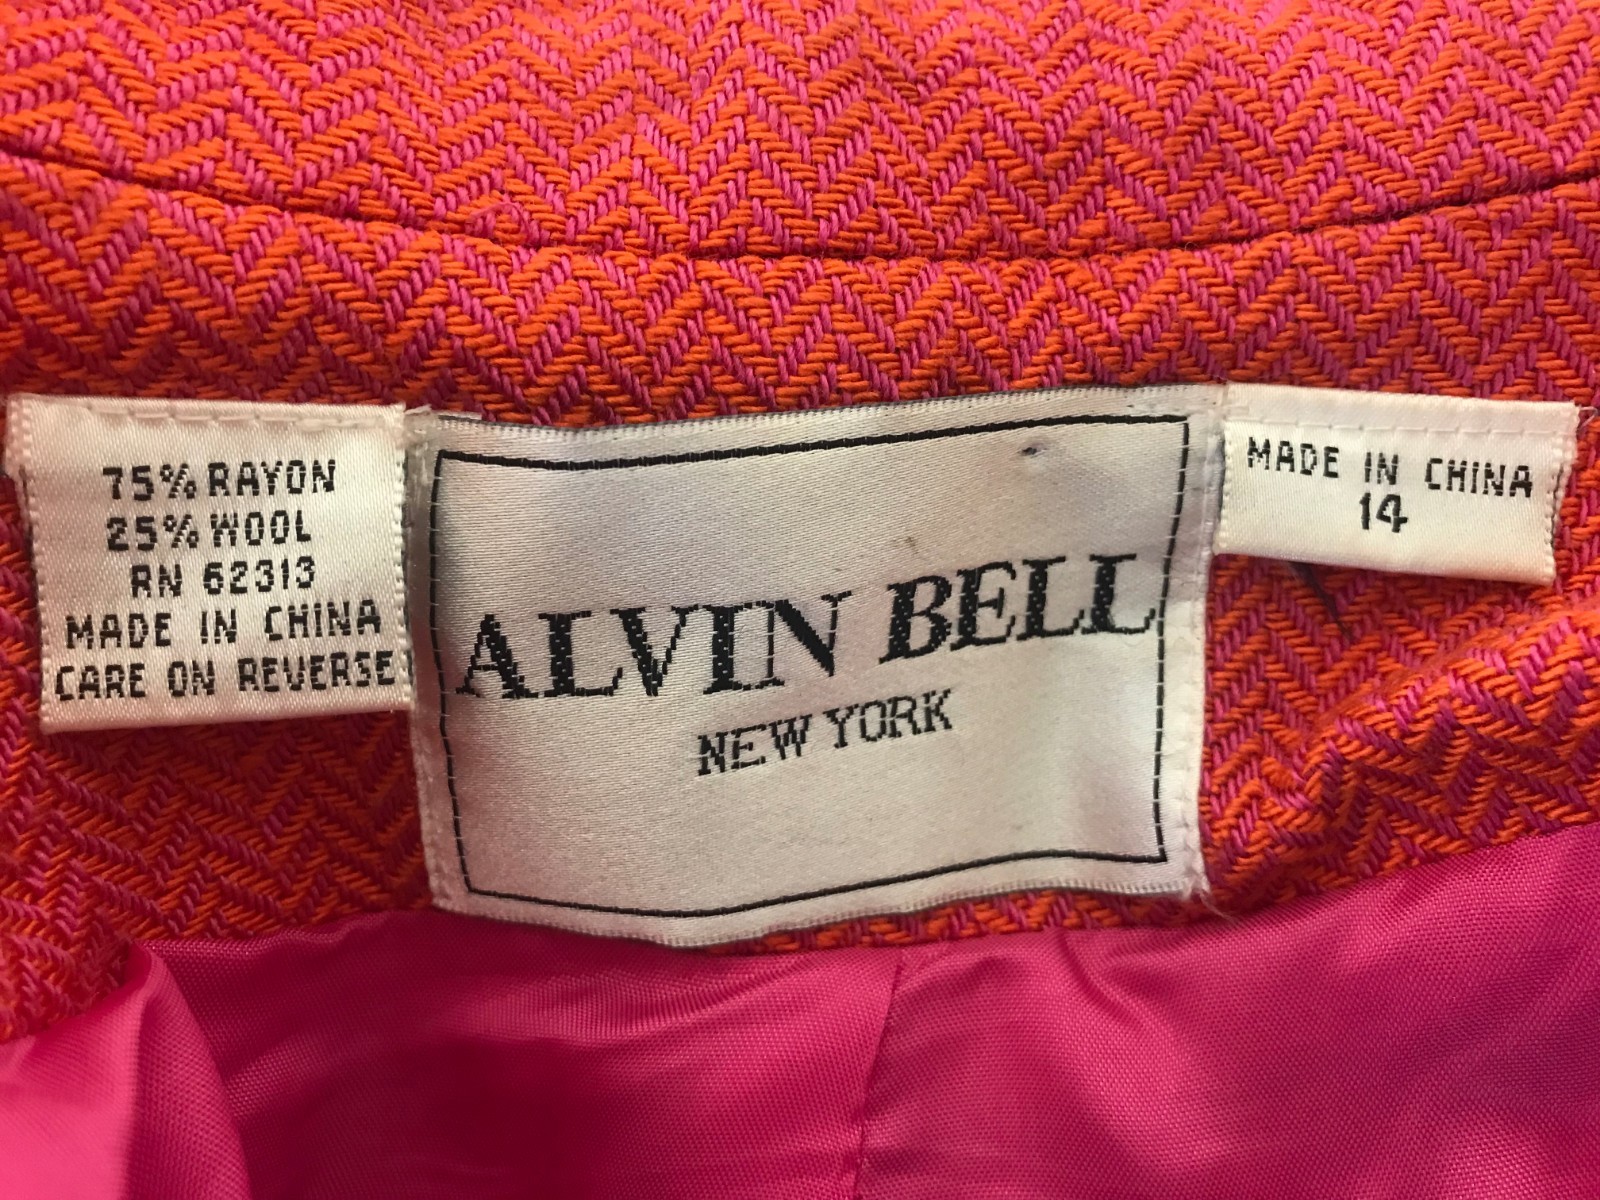 75% RAYON
25% WOOL
RN 62313
MADE IN CHINA
CARE ON REVERSE
ALVIN BELL
NEW YORK
MADE IN CHINA
14